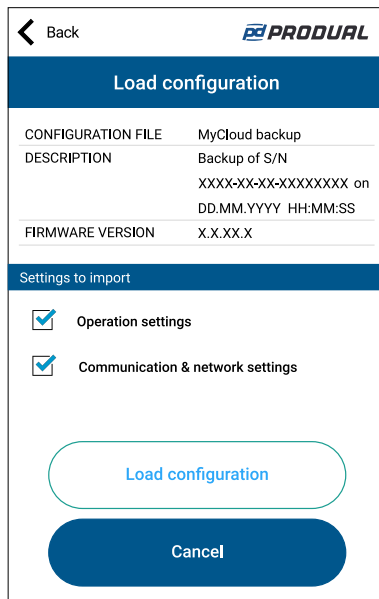 Back
pd PRODUAL
Load configuration
CONFIGURATION FILE MyCloud backup
DESCRIPTION Backup of S/N
XXXX-XX-XX-XXXXXXXX on
DD.MM.YYYY HH:MM:SS
FIRMWARE VERSION X.X.XX.X
Settings to import
Operation settings
Communication & network settings
Load configuration
Cancel